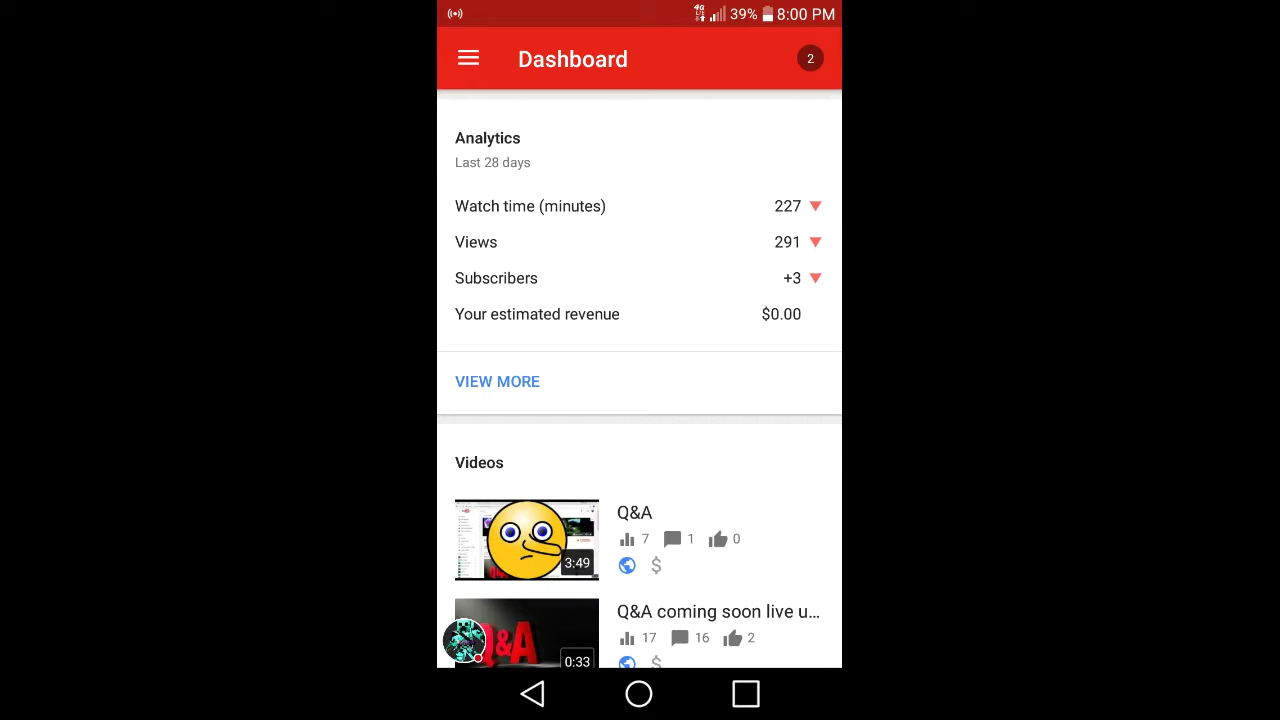 4G LTE 39% 8:00 PM
Dashboard 2
Analytics
Last 28 days
Watch time (minutes) 227
Views 291
Subscribers +3
Your estimated revenue $0.00
VIEW MORE
Videos
Q&A
7 1 0
3:49
$
Q&A coming soon live u...
17 16 2
Q&A
0:33
$